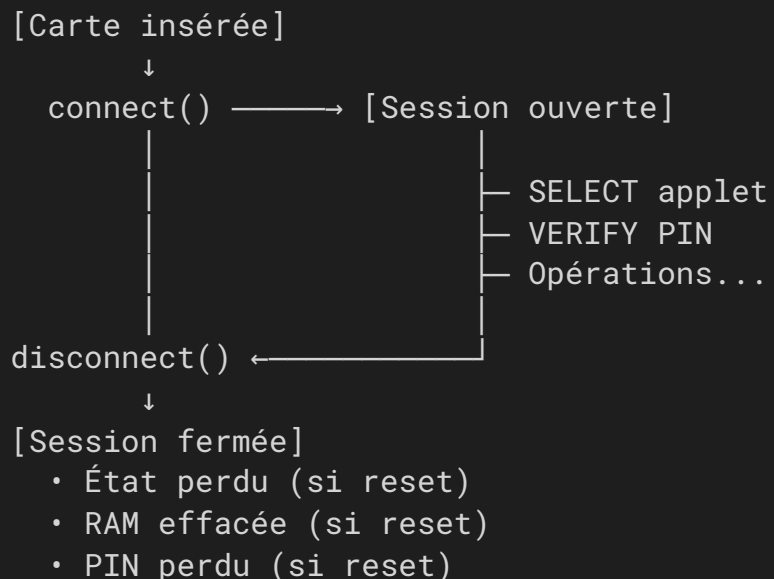 [Carte insérée]
↓
connect() ─────→ [Session ouverte]
├─ SELECT applet
├─ VERIFY PIN
├─ Opérations...
disconnect() ←─────────────┘
↓
[Session fermée]
• État perdu (si reset)
• RAM effacée (si reset)
• PIN perdu (si reset)